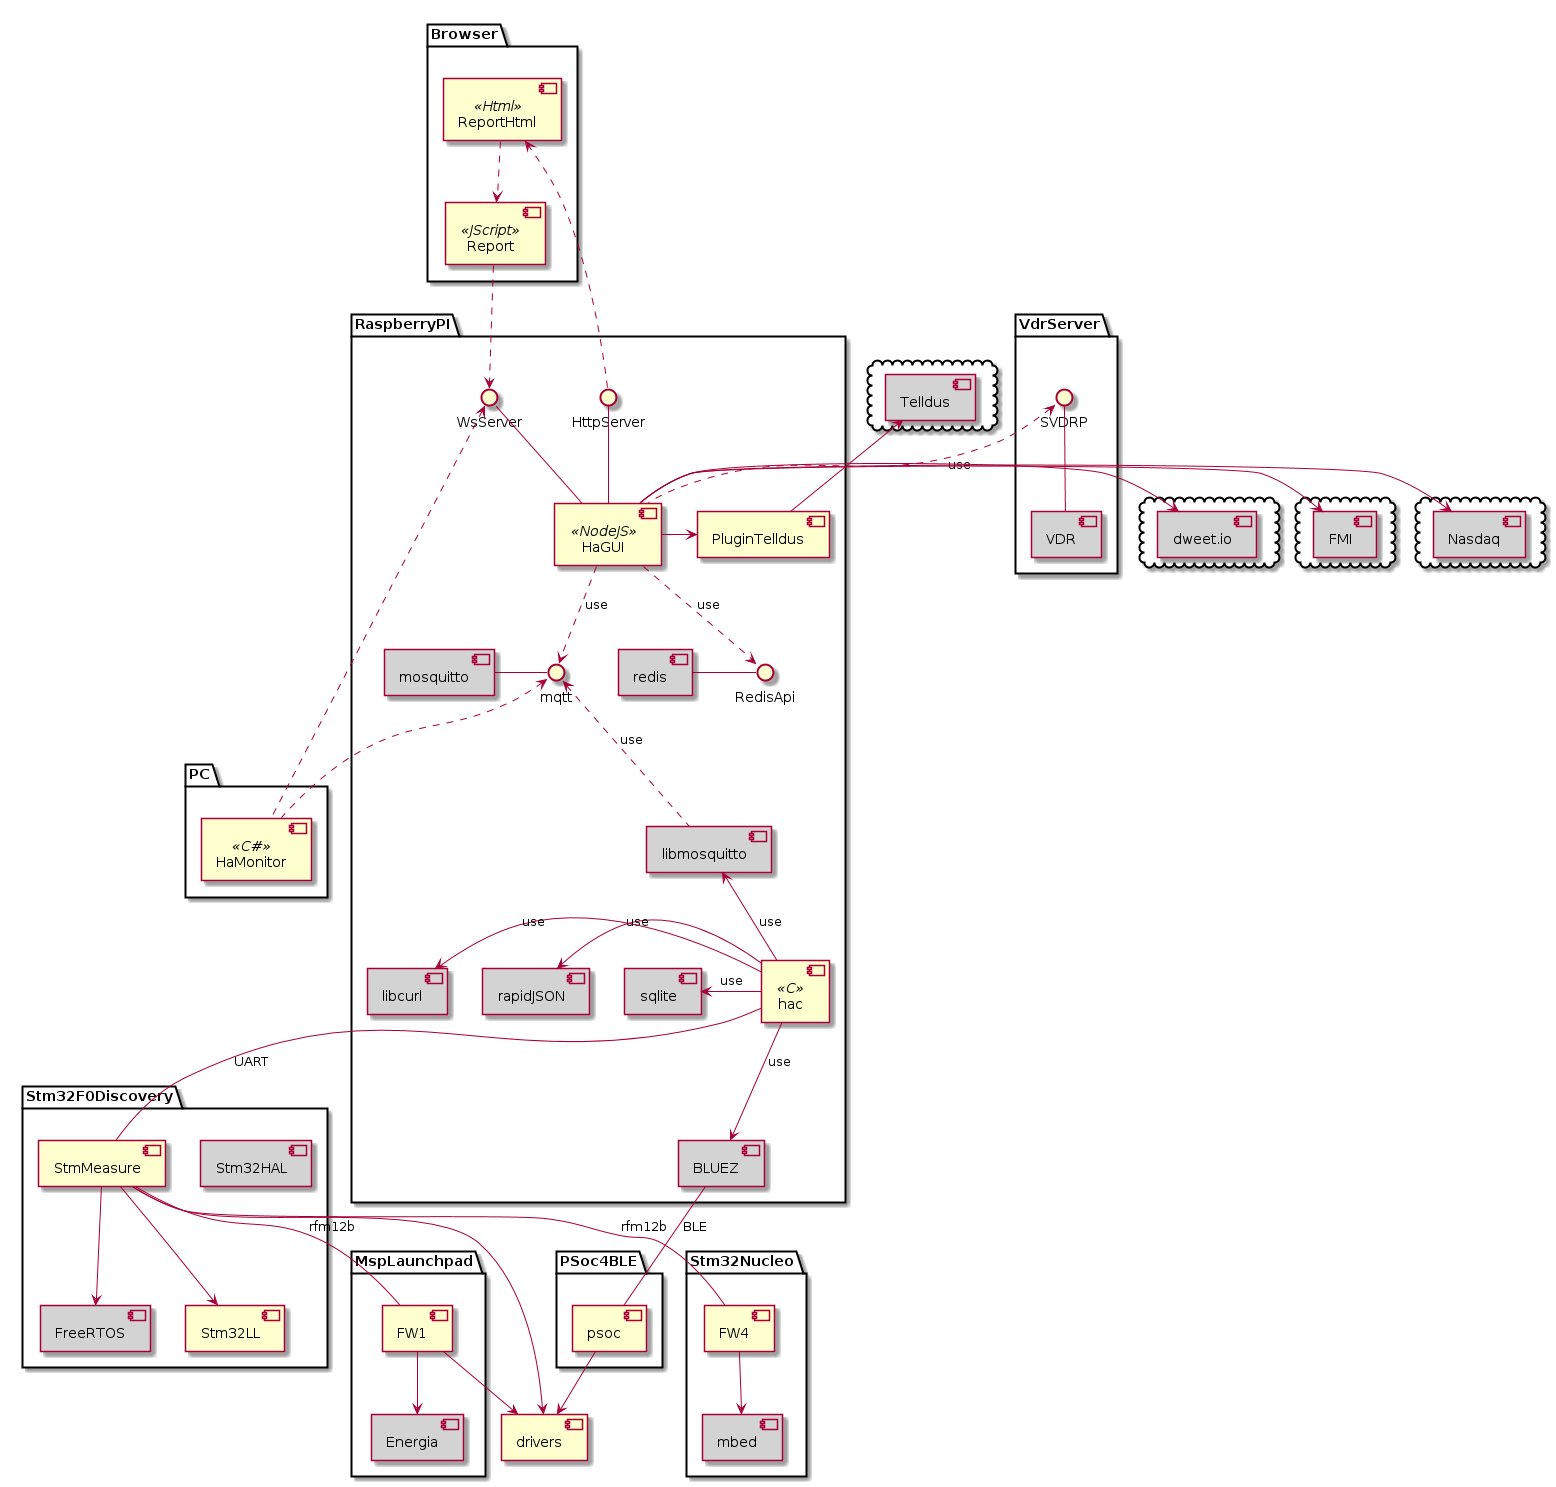 Browser
«Html»
ReportHtml
«JScript»
Report
RaspberryPI
VdrServer
Telldus
WsServer
HttpServer
SVDRP
use
«NodeJS»
HaGUI
PluginTelldus
VDR
dweet.io
FMI
Nasdaq
use
use
mosquitto
redis
mqtt
RedisApi
use
PC
«C#»
HaMonitor
libmosquitto
use
use
use
libcurl
rapidJSON
sqlite
use
«C»
hac
UART
use
Stm32F0Discovery
StmMeasure
Stm32HAL
BLUEZ
rfm12b
rfm12b
BLE
MspLaunchpad
PSoc4BLE
Stm32Nucleo
FreeRTOS
Stm32LL
FW1
psoc
FW4
Energia
drivers
mbed